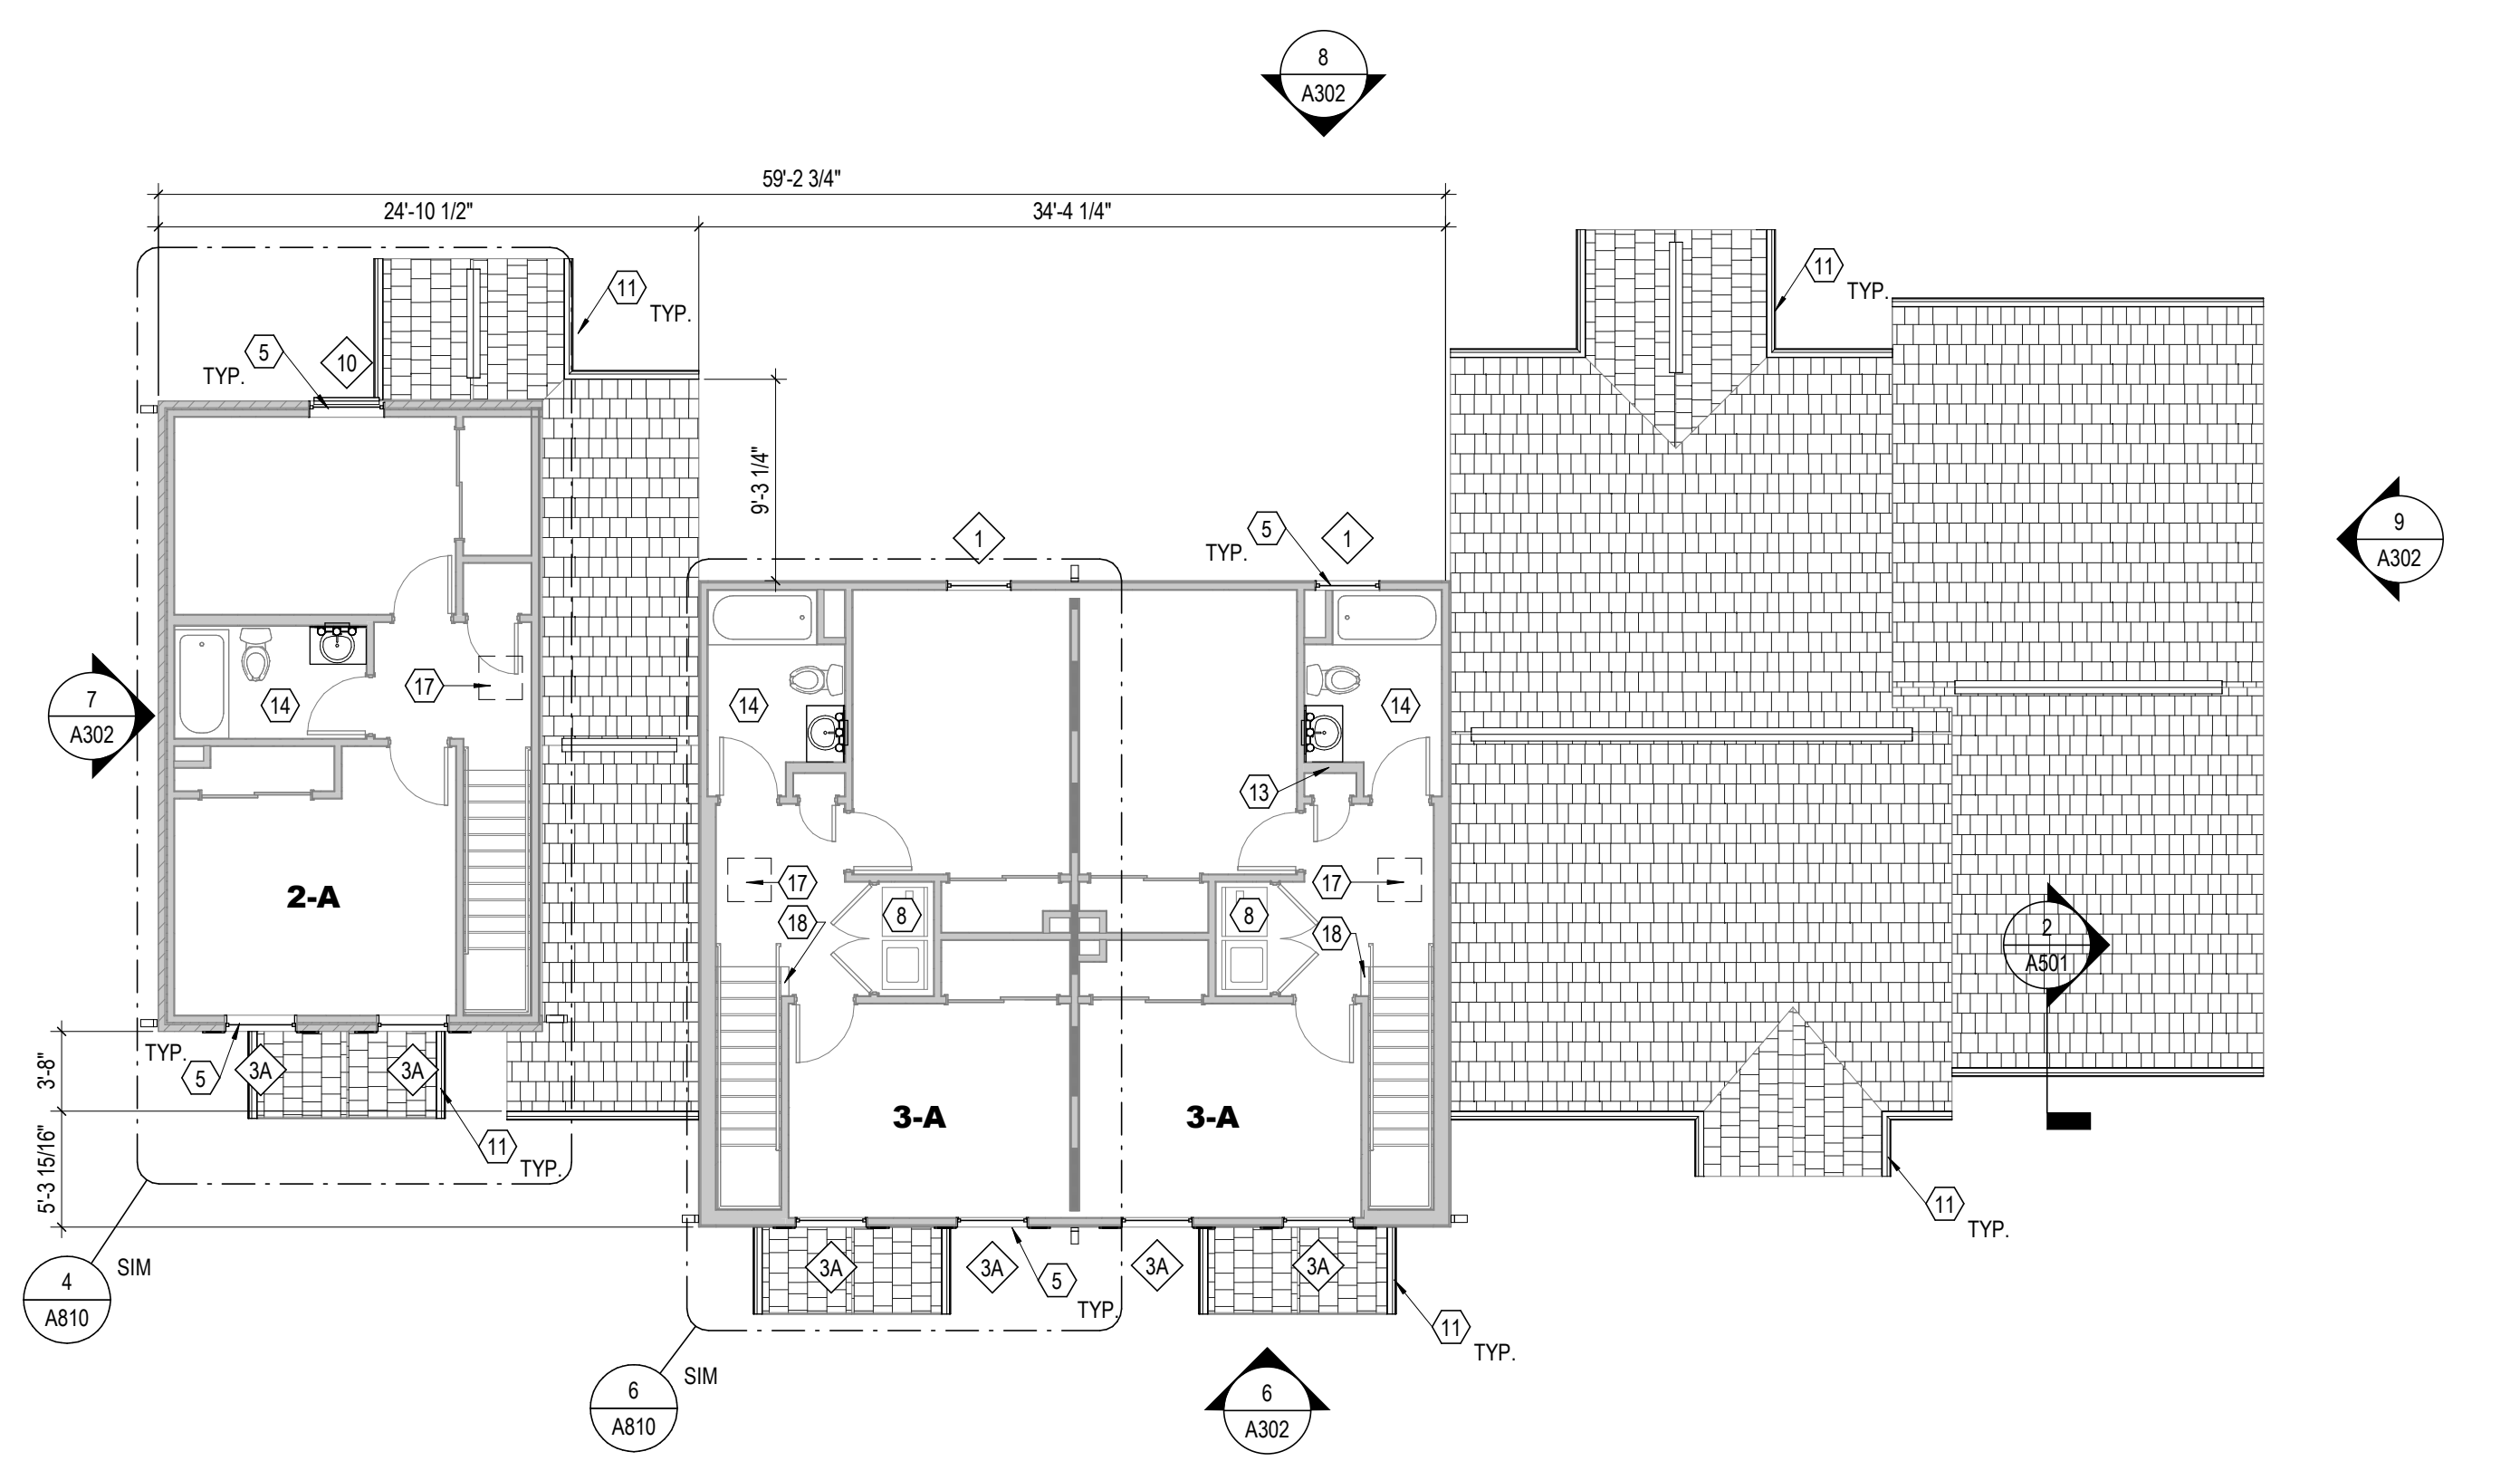 8
A302
59'-2 3/4"
24'-10 1/2"
34'-4 1/4"
11
TYP.
11
TYP.
5
TYP.
10
9'-3 1/4"
1
5
TYP.
1
9
A302
7
A302
14
17
14
14
13
2-A
17
17
8
8
18
18
2
A501
3'-8"
TYP.
5
3A
3A
11
TYP.
5'-3 15/16"
3-A
3-A
11
TYP.
4
A810
SIM
3A
3A
5
TYP.
3A
3A
11
TYP.
6
A810
SIM
6
A302